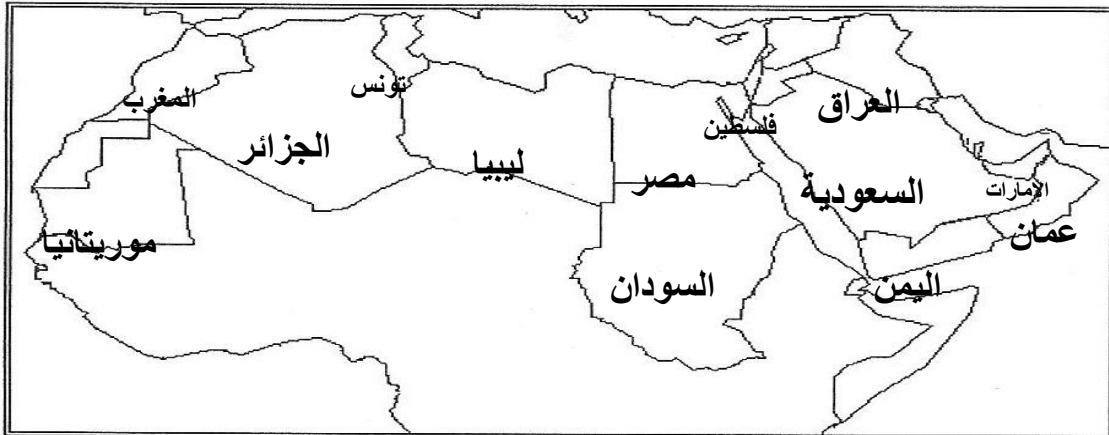 المغرب
تونس
العراق
فلسطين
الجزائر
ليبيا
مصر
السعودية
الإمارات
موريتانيا
عمان
السودان
اليمن